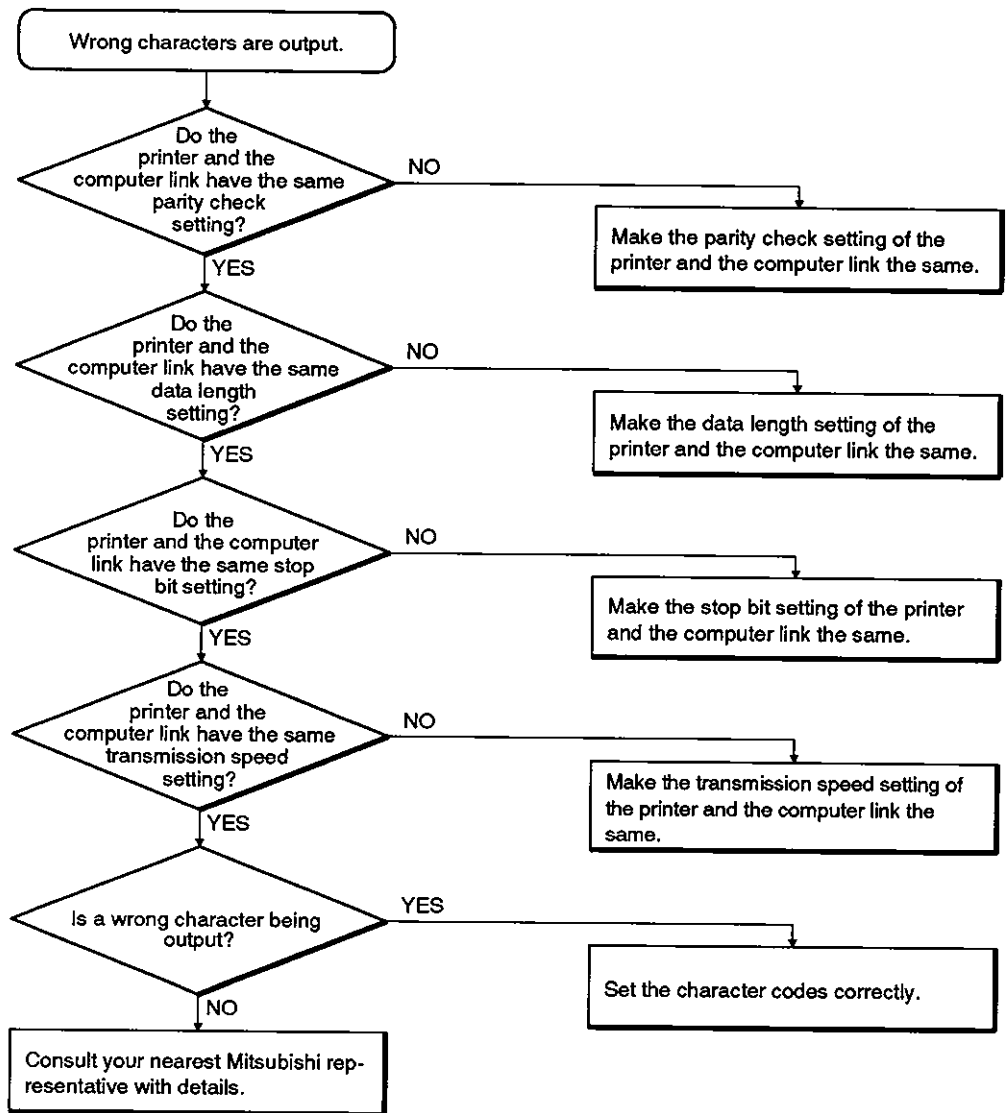 Wrong characters are output.
Do the
printer and the
computer link have the same
parity check
setting?
NO
Make the parity check setting of the
printer and the computer link the same.
YES
Do the
printer and the
computer link have the same
data length
setting?
NO
Make the data length setting of the
printer and the computer link the same.
YES
Do the
printer and the computer
link have the same stop
bit setting?
NO
Make the stop bit setting of the printer
and the computer link the same.
YES
Do the
printer and the
computer link have the same
transmission speed
setting?
NO
Make the transmission speed setting of
the printer and the computer link the
same.
YES
Is a wrong character being
output?
YES
Set the character codes correctly.
NO
Consult your nearest Mitsubishi rep-
resentative with details.